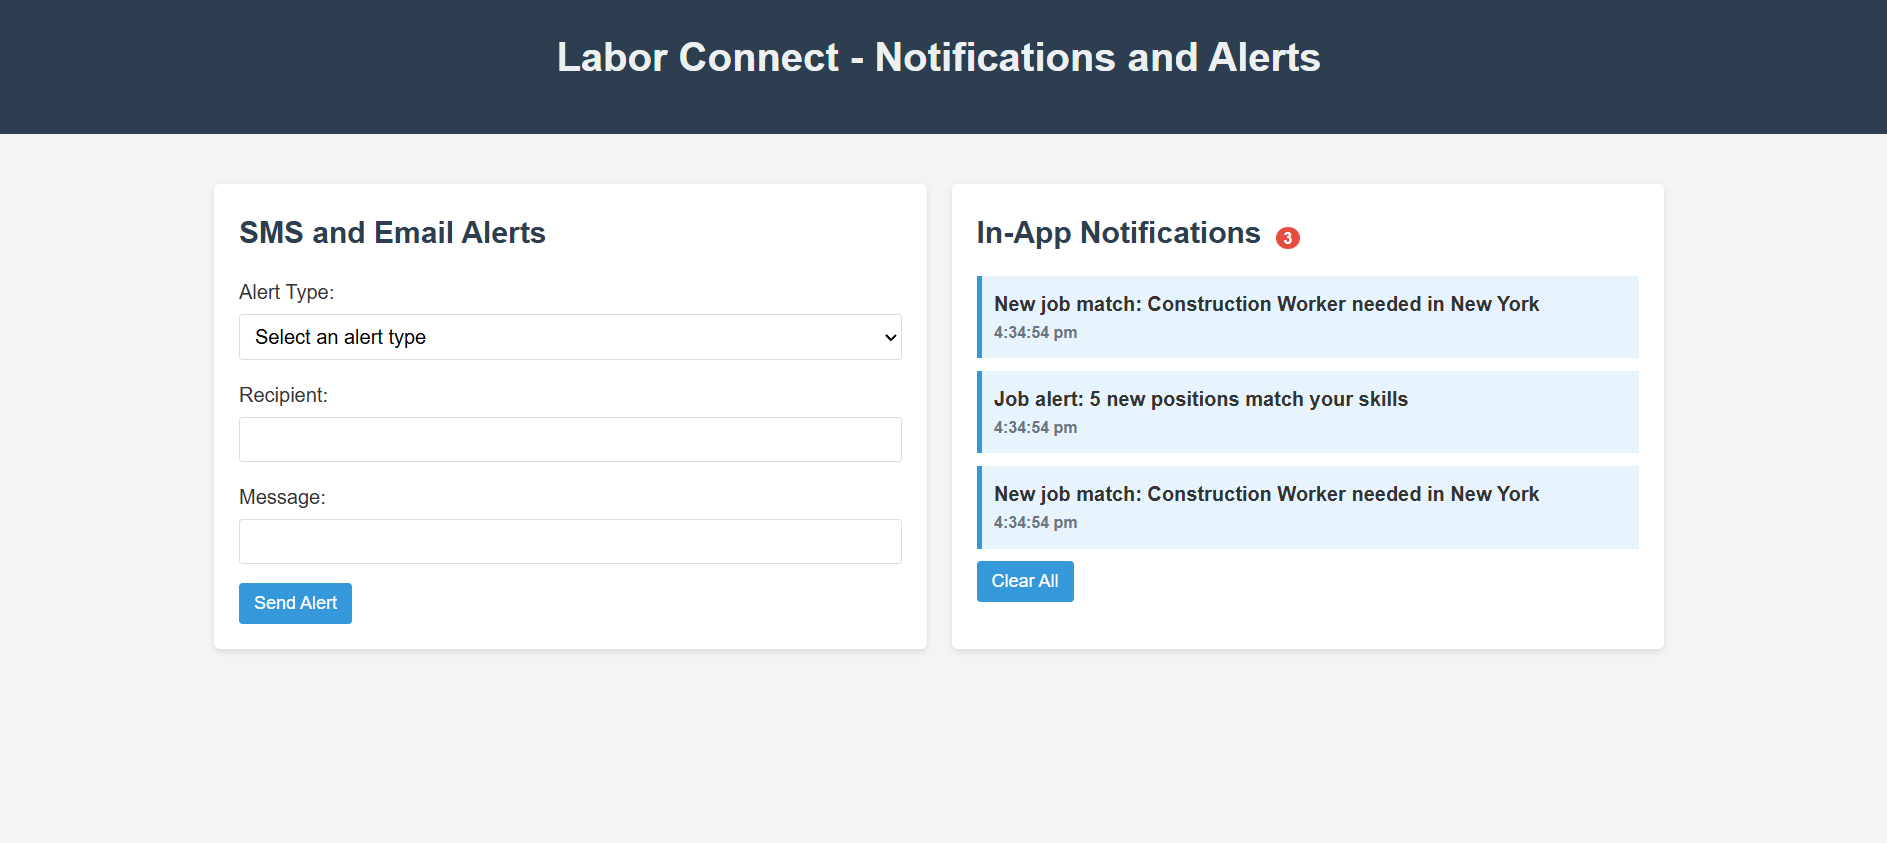 Labor Connect - Notifications and Alerts
SMS and Email Alerts
Alert Type:
Select an alert type
Recipient:
Message:
Send Alert
In-App Notifications 3
New job match: Construction Worker needed in New York
4:34:54 pm
Job alert: 5 new positions match your skills
4:34:54 pm
New job match: Construction Worker needed in New York
4:34:54 pm
Clear All